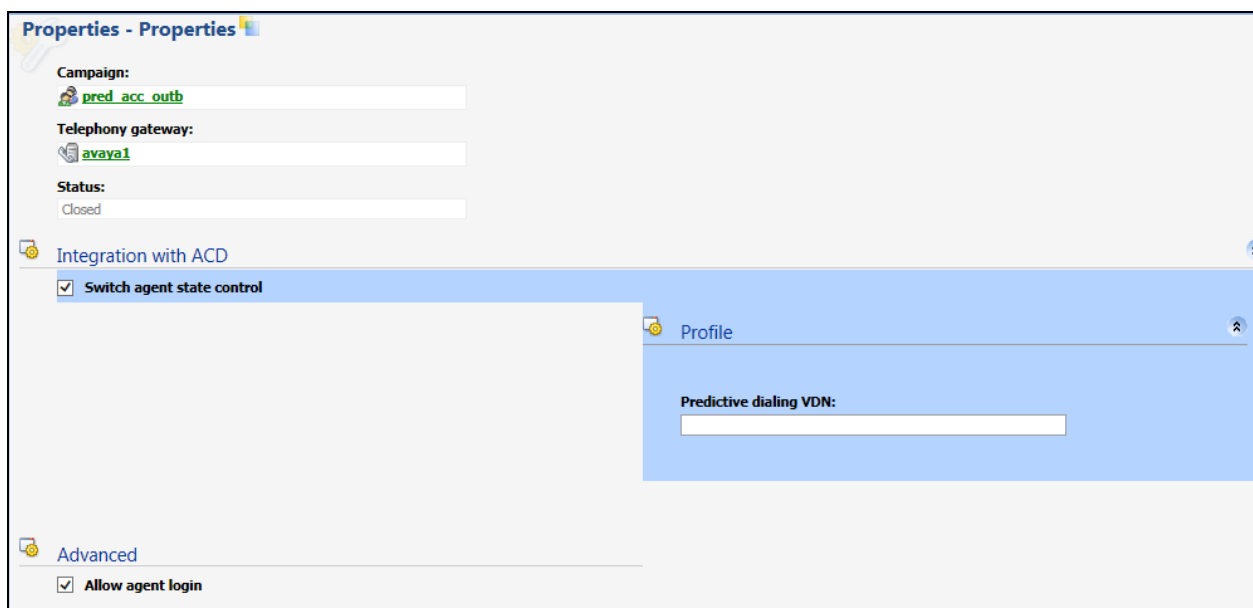 Properties - Properties
Campaign:
pred_acc_outb
Telephony gateway:
avaya1
Status:
Closed
Integration with ACD
Switch agent state control
Profile
Predictive dialing VDN:
Advanced
Allow agent login